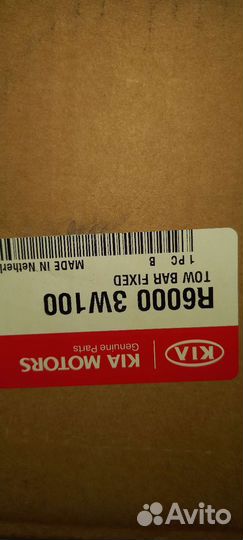 KIA
KIA MOTORS
Genuine Parts
R6000 3W100
TOW BAR FIXED
1 PC B MADE IN Netherl
Avito